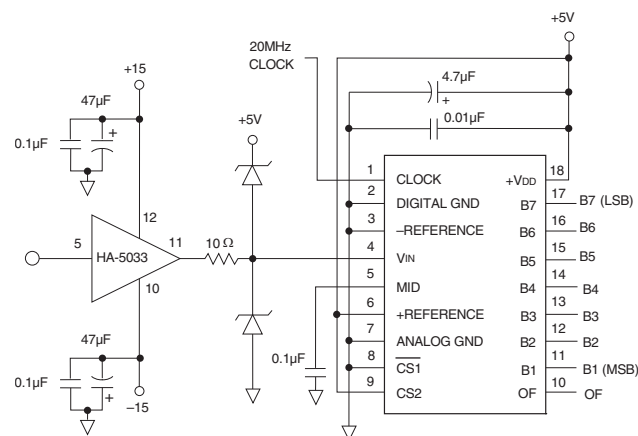 +5V
20MHz
CLOCK
+15
4.7µF
+
47µF
+5V
0.01µF
0.1µF
+
1 CLOCK
+VDD 18
2 DIGITAL GND
B7 17 B7 (LSB)
12
3 –REFERENCE
B6 16 B6
5 HA-5033 11 10 Ω
4 VIN
B5 15 B5
10
5 MID
B4 14 B4
6 +REFERENCE
B3 13 B3
47µF
7 ANALOG GND
B2 12 B2
0.1µF
+
0.1µF
8 CS1
B1 11 B1 (MSB)
–15
9 CS2
OF 10 OF